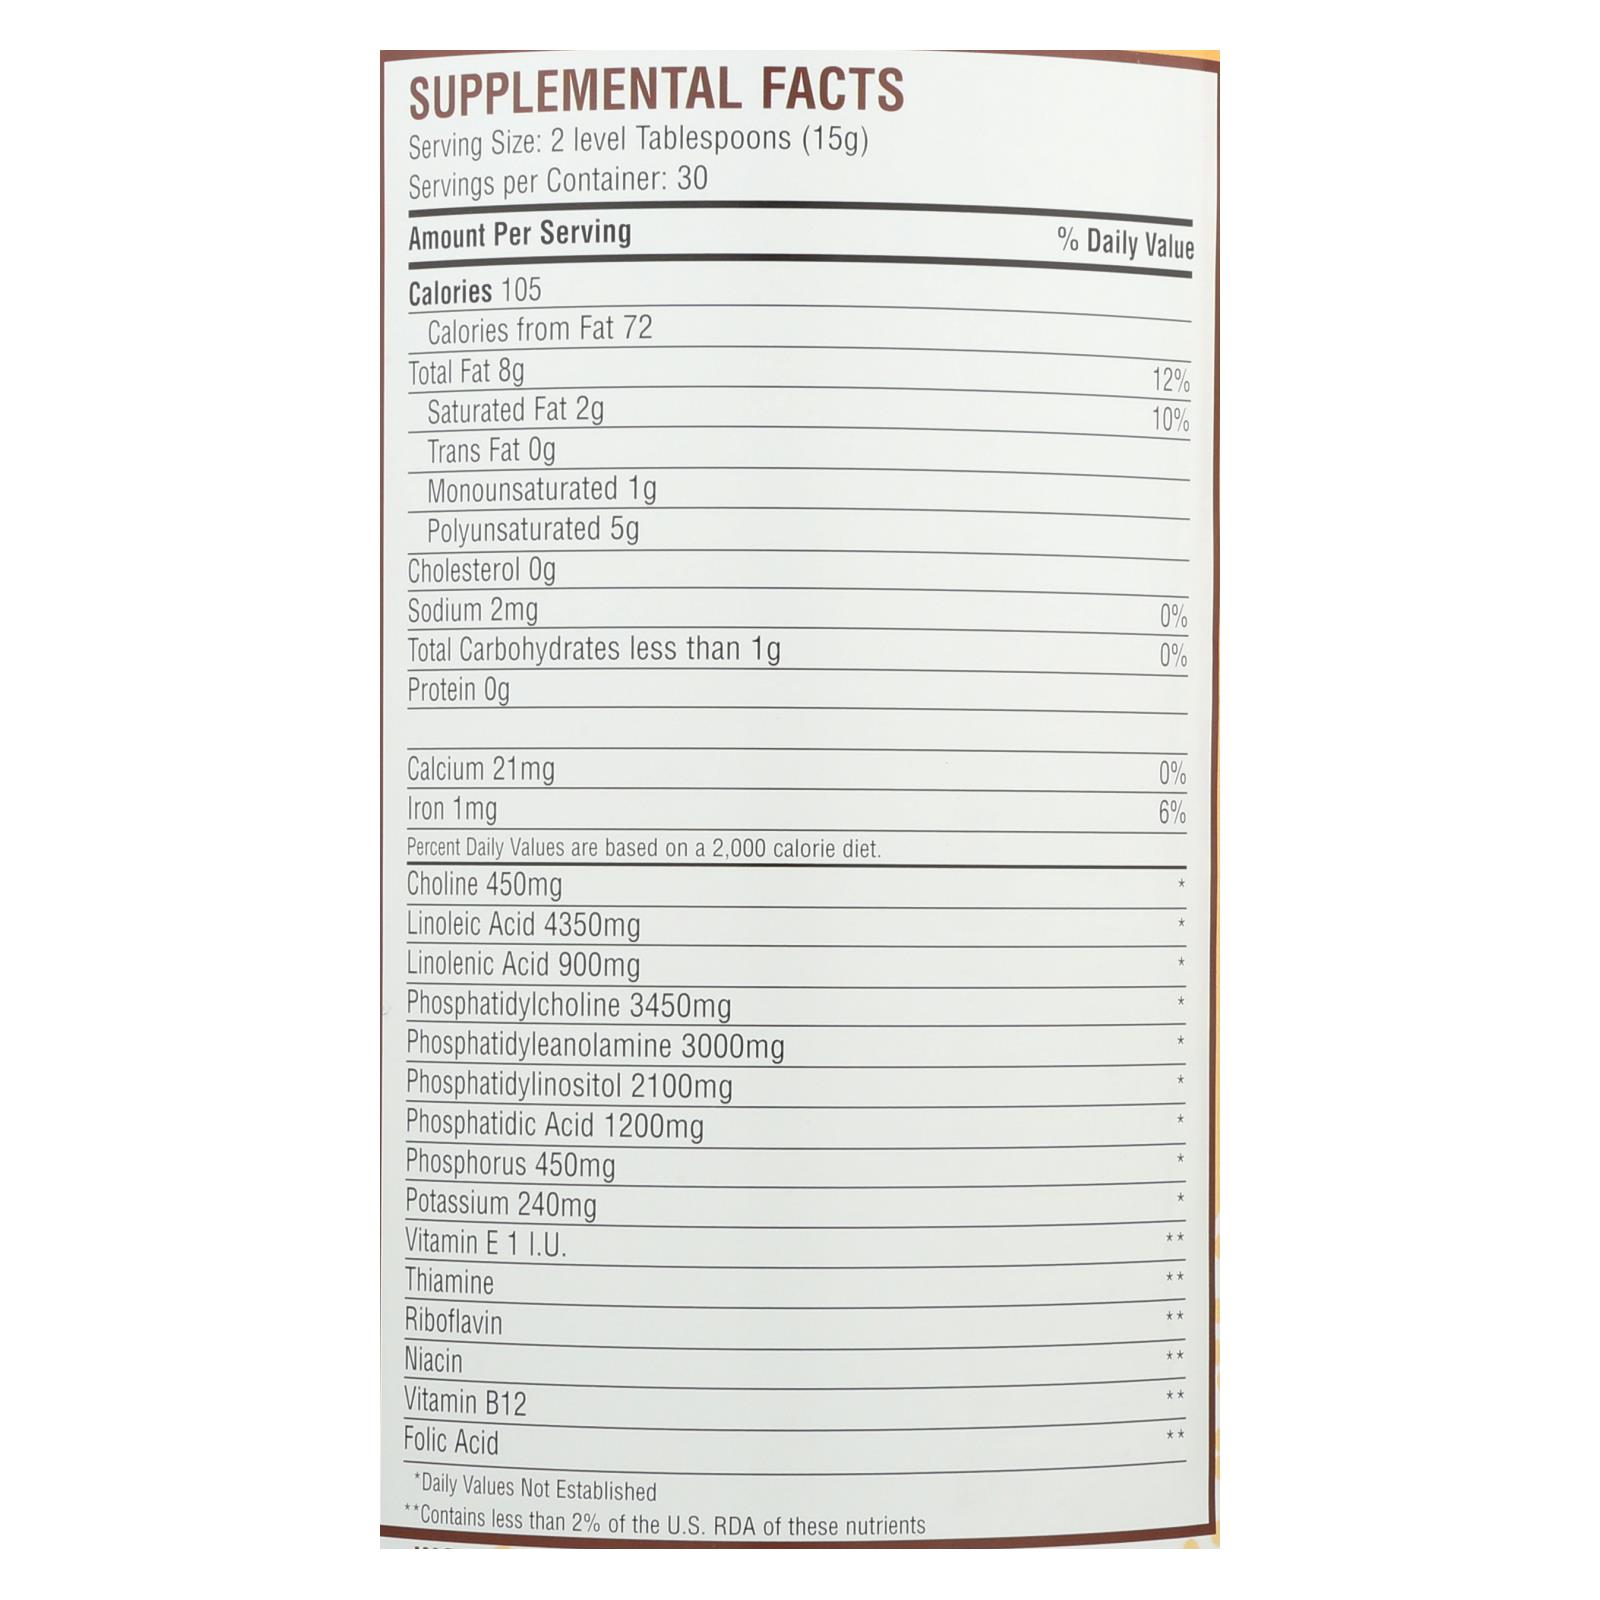 SUPPLEMENTAL FACTS
Serving Size: 2 level Tablespoons (15g)
Servings per Container: 30
Amount Per Serving % Daily Value
Calories 105
Calories from Fat 72
Total Fat 8g 12%
Saturated Fat 2g 10%
Trans Fat 0g
Monounsaturated 1g
Polyunsaturated 5g
Cholesterol 0g
Sodium 2mg 0%
Total Carbohydrates less than 1g 0%
Protein 0g
Calcium 21mg 0%
Iron 1mg 6%
Percent Daily Values are based on a 2,000 calorie diet.
Choline 450mg *
Linoleic Acid 4350mg *
Linolenic Acid 900mg *
Phosphatidylcholine 3450mg *
Phosphatidyleanolamine 3000mg *
Phosphatidylinositol 2100mg *
Phosphatidic Acid 1200mg *
Phosphorus 450mg *
Potassium 240mg *
Vitamin E 1 I.U. **
Thiamine **
Riboflavin **
Niacin **
Vitamin B12 **
Folic Acid **
*Daily Values Not Established
**Contains less than 2% of the U.S. RDA of these nutrients